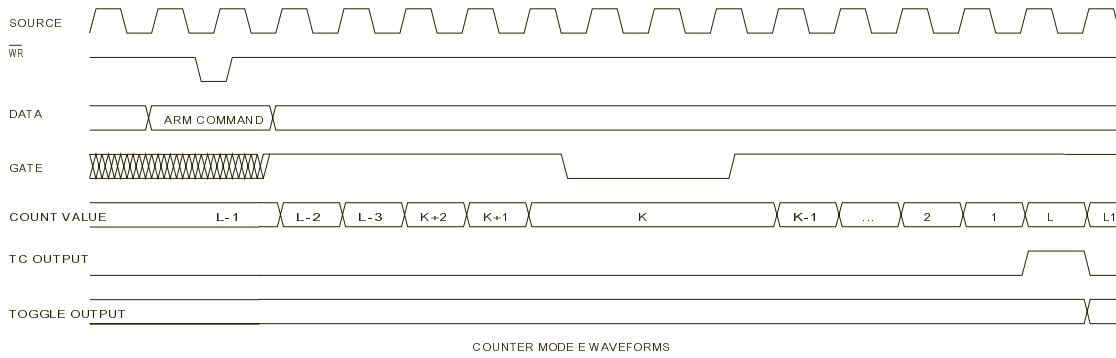 SOURCE
WR
DATA ARM COMMAND
GATE
COUNT VALUE L-1 L-2 L-3 K+2 K+1 K K-1 ... 2 1 L L1
TC OUTPUT
TOGGLE OUTPUT
COUNTER MODE E WAVEFORMS